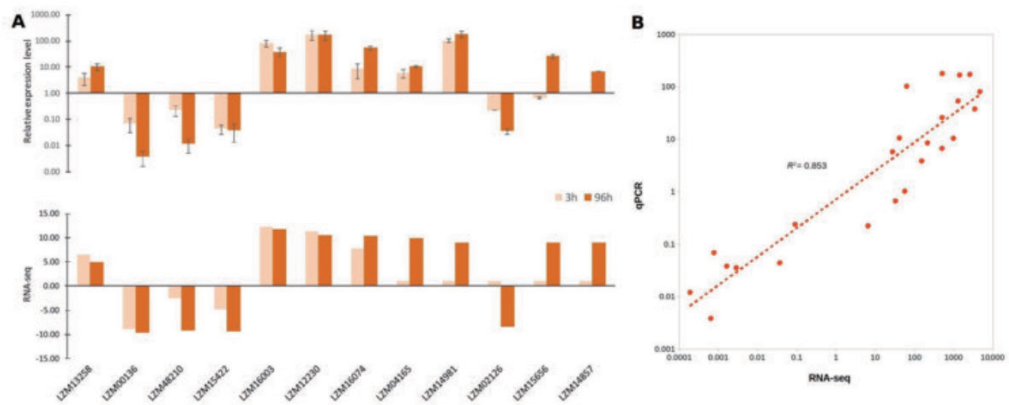 A
Relative expression level
1000.00
100.00
10.00
1.00
0.10
0.01
0.00
3h 96h
RNA-seq
15.00
10.00
5.00
0.00
-5.00
-10.00
-15.00
LZM13258
LZM00136
LZM48210
LZM15422
LZM16003
LZM12230
LZM16074
LZM04165
LZM14981
LZM02126
LZM15656
LZM14857
B
qPCR
1000
100
10
1
0.1
0.01
0.001
R²= 0.853
0.0001 0.001 0.01 0.1 1 10 100 1000 10000
RNA-seq